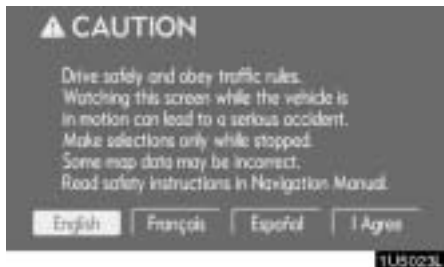 CAUTION
Drive safely and obey traffic rules.
Watching this screen while the vehicle is
in motion can lead to a serious accident.
Make selections only while stopped.
Some map data may be incorrect.
Read safety instructions in Navigation Manual.
English Français Español I Agree
1U5023L